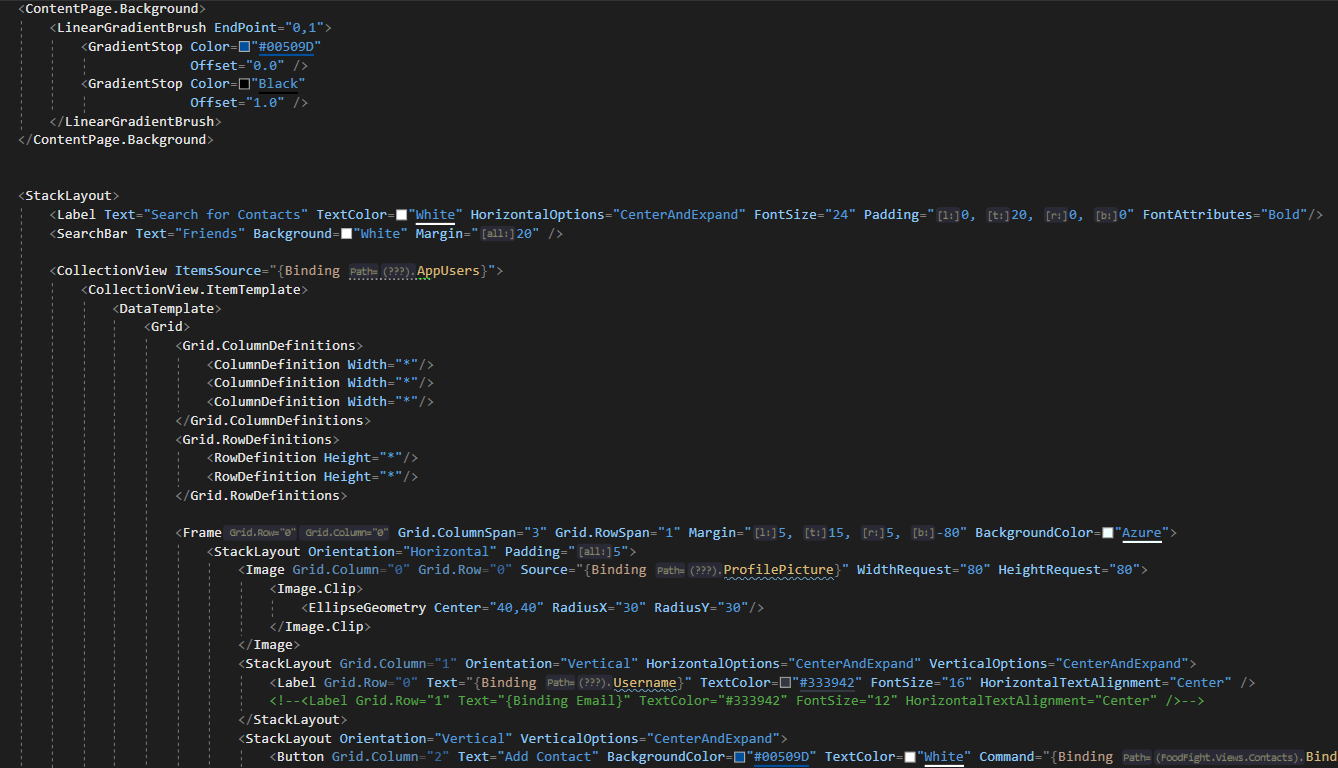 <ContentPage.Background>
<LinearGradientBrush EndPoint="0,1">
<GradientStop Color="#00509D"
Offset="0.0" />
<GradientStop Color="Black"
Offset="1.0" />
</LinearGradientBrush>
</ContentPage.Background>
<StackLayout>
<Label Text="Search for Contacts" TextColor="White" HorizontalOptions="CenterAndExpand" FontSize="24" Padding="[l:]0, [t:]20, [r:]0, [b:]0" FontAttributes="Bold"/>
<SearchBar Text="Friends" Background="White" Margin="[all:]20" />
<CollectionView ItemsSource="{Binding Path= (???).AppUsers}">
<CollectionView.ItemTemplate>
<DataTemplate>
<Grid>
<Grid.ColumnDefinitions>
<ColumnDefinition Width="*"/>
<ColumnDefinition Width="*"/>
<ColumnDefinition Width="*"/>
</Grid.ColumnDefinitions>
<Grid.RowDefinitions>
<RowDefinition Height="*"/>
<RowDefinition Height="*"/>
</Grid.RowDefinitions>
<Frame Grid.Row="0" Grid.Column="0" Grid.ColumnSpan="3" Grid.RowSpan="1" Margin="[l:]5, [t:]15, [r:]5, [b:]-80" BackgroundColor="Azure">
<StackLayout Orientation="Horizontal" Padding="[all:]5">
<Image Grid.Column="0" Grid.Row="0" Source="{Binding Path= (???).ProfilePicture}" WidthRequest="80" HeightRequest="80">
<Image.Clip>
<EllipseGeometry Center="40,40" RadiusX="30" RadiusY="30"/>
</Image.Clip>
</Image>
<StackLayout Grid.Column="1" Orientation="Vertical" HorizontalOptions="CenterAndExpand" VerticalOptions="CenterAndExpand">
<Label Grid.Row="0" Text="{Binding Path= (???).Username}" TextColor="#333942" FontSize="16" HorizontalTextAlignment="Center" />
<!--<Label Grid.Row="1" Text="{Binding Email}" TextColor="#333942" FontSize="12" HorizontalTextAlignment="Center" />-->
</StackLayout>
<StackLayout Orientation="Vertical" VerticalOptions="CenterAndExpand">
<Button Grid.Column="2" Text="Add Contact" BackgroundColor="#00509D" TextColor="White" Command="{Binding Path= (FoodFight.Views.Contacts).Bind